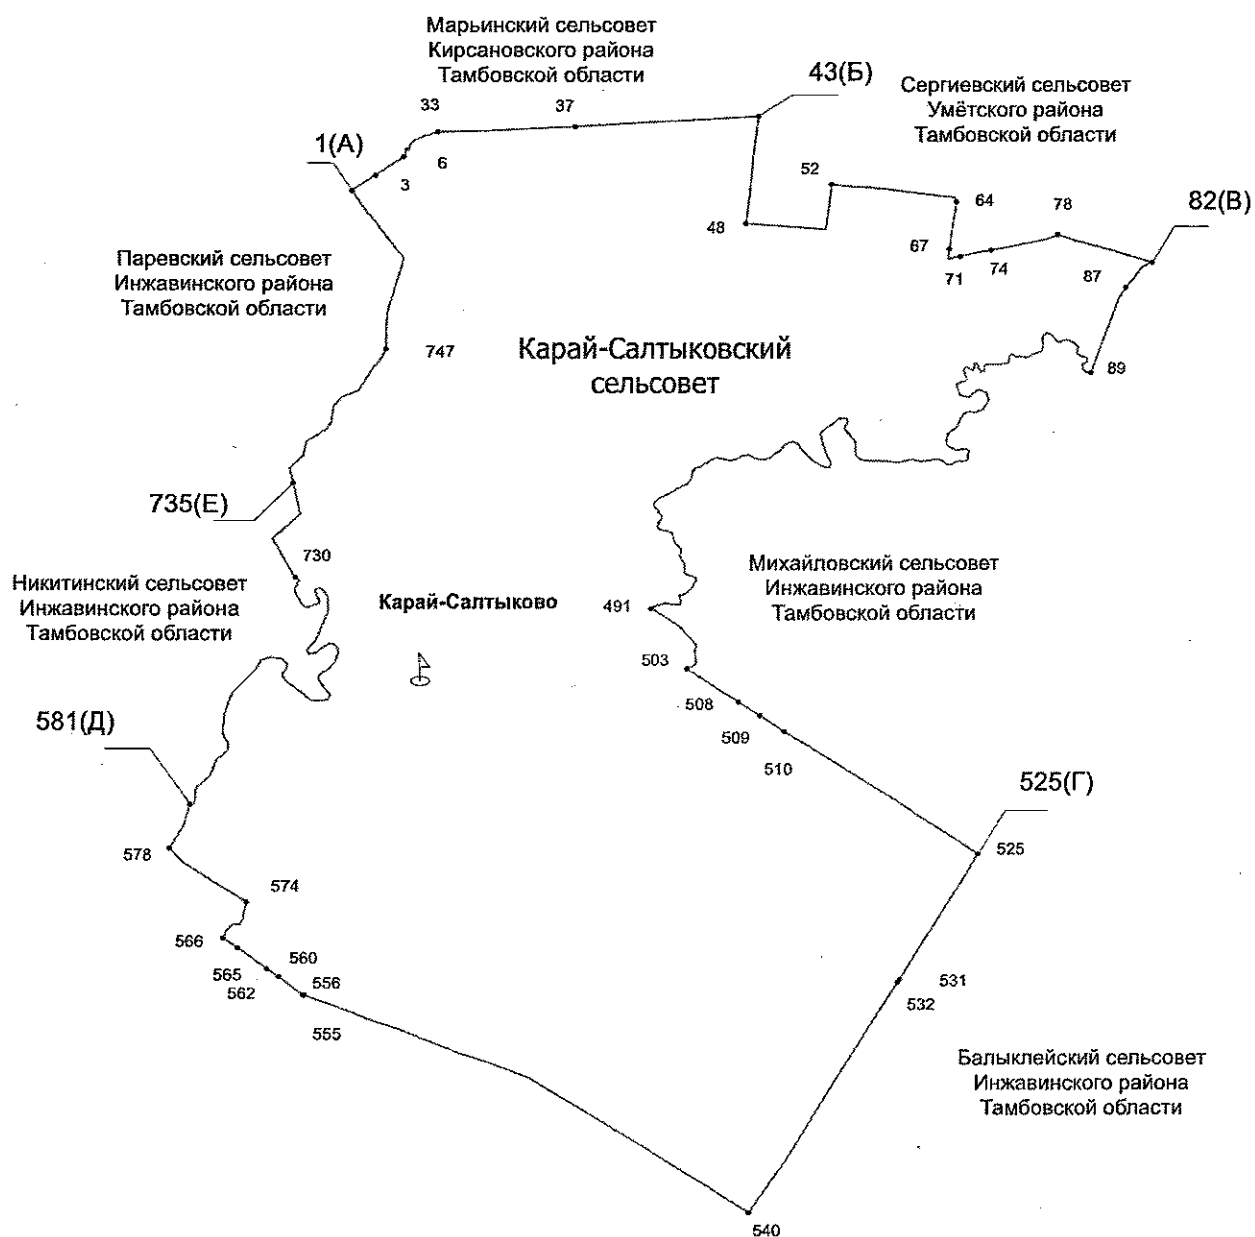 Марьинский сельсовет
Кирсановского района
Тамбовской области
43(Б)
Сергиевский сельсовет
Умётского района
Тамбовской области
33
37
1(А)
6
3
52
64
78
82(В)
48
67
71
74
87
Паревский сельсовет
Инжавинского района
Тамбовской области
747
Карай-Салтыковский
сельсовет
89
735(Е)
730
Михайловский сельсовет
Инжавинского района
Тамбовской области
Никитинский сельсовет
Инжавинского района
Тамбовской области
Карай-Салтыково
491
503
508
509
510
581(Д)
525(Г)
525
578
574
566
565
562
560
556
555
531
532
Балыклейский сельсовет
Инжавинского района
Тамбовской области
540